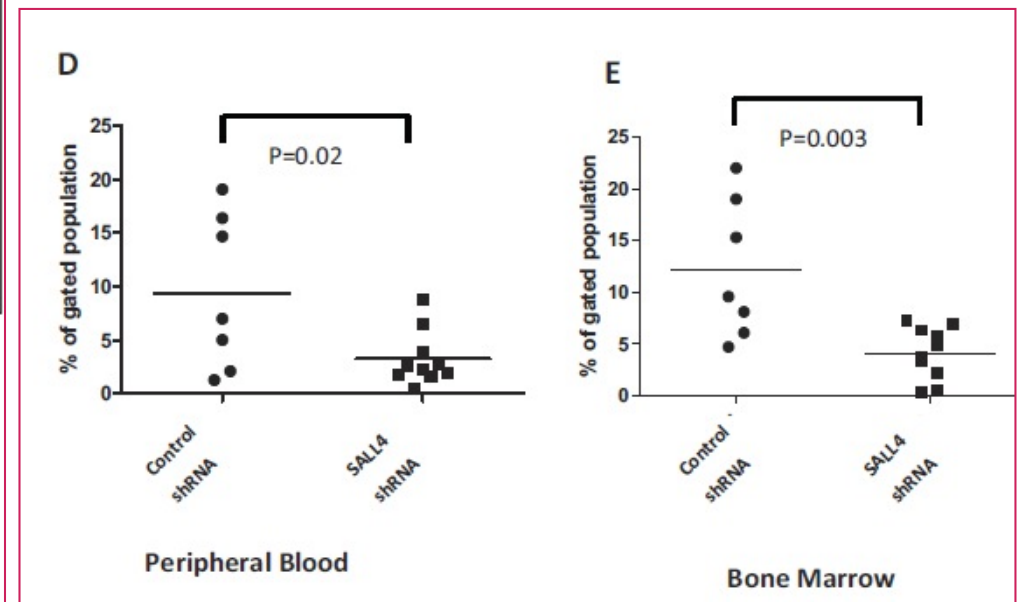 D
P=0.02
% of gated population
25
20
15
10
5
0
Control
shRNA
SALL4
shRNA
Peripheral Blood
E
P=0.003
% of gated population
25
20
15
10
5
0
Control
shRNA
SALL4
shRNA
Bone Marrow